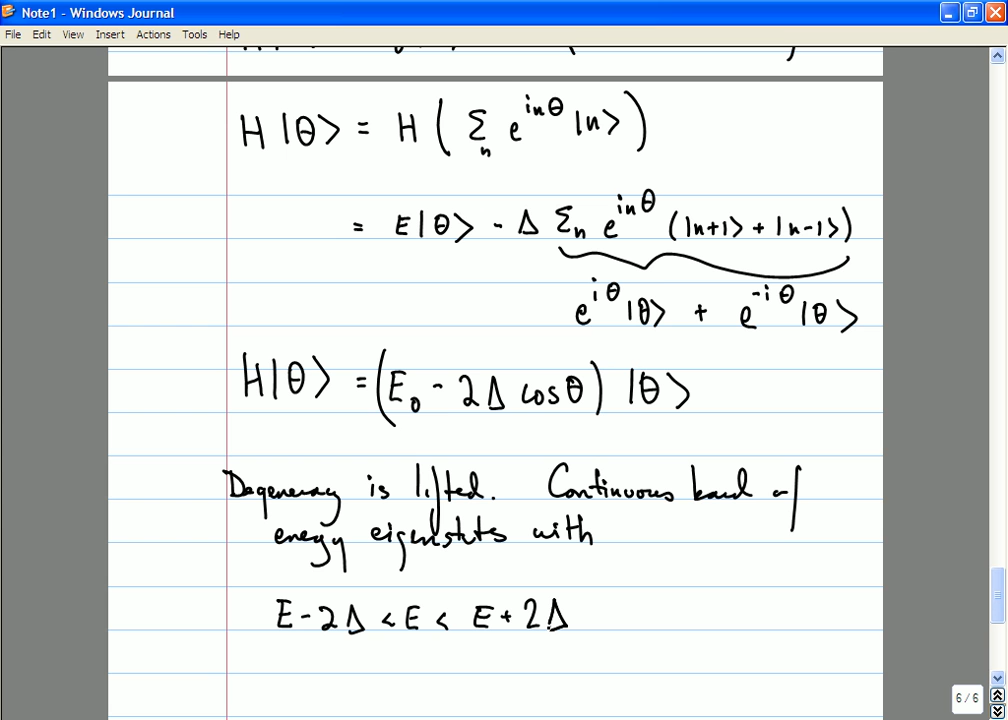 Note1 - Windows Journal
File Edit View Insert Actions Tools Help
H|θ> = H ( Σ_n e^{inθ} |n> )
= E|θ> - Δ Σ_n e^{inθ} (|n+1> + |n-1>)
e^{iθ}|θ> + e^{-iθ}|θ>
H|θ> = (E_0 - 2Δ cosθ) |θ>
Degeneracy is lifted. Continuous band of
energy eigenstates with
E - 2Δ < E < E + 2Δ
6 / 6